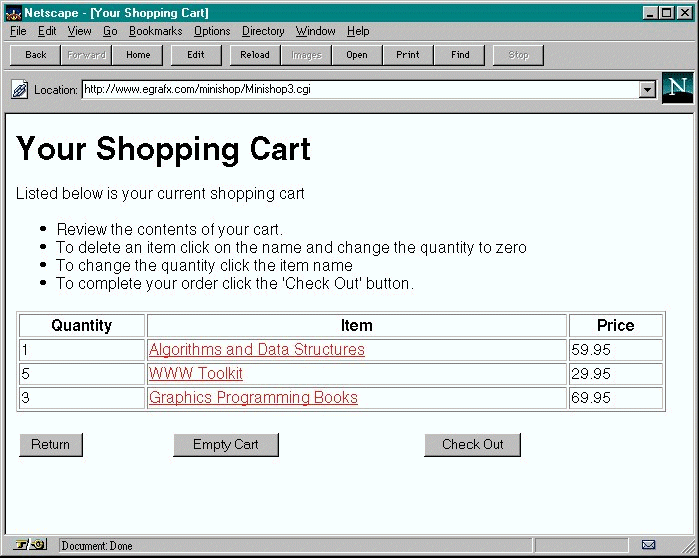 Netscape - [Your Shopping Cart]
File Edit View Go Bookmarks Options Directory Window Help
Back Forward Home Edit Reload Images Open Print Find Stop
Location: http://www.egrafx.com/minishop/Minishop3.cgi
N
Your Shopping Cart
Listed below is your current shopping cart
Review the contents of your cart.
To delete an item click on the name and change the quantity to zero
To change the quantity click the item name
To complete your order click the 'Check Out' button.
Quantity Item Price
1 Algorithms and Data Structures 59.95
5 WWW Toolkit 29.95
3 Graphics Programming Books 69.95
Return Empty Cart Check Out
Document: Done